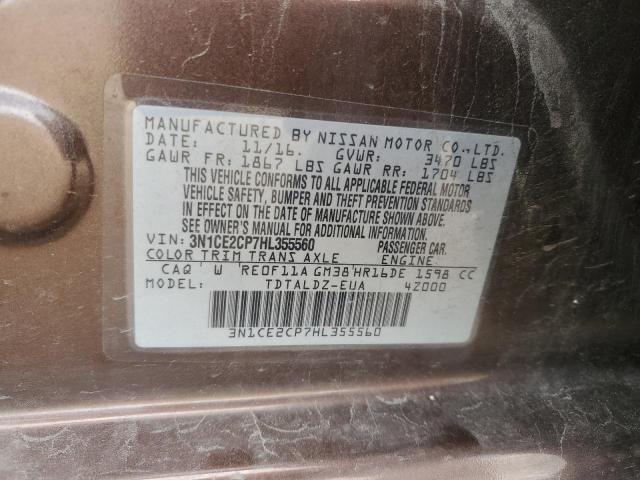 MANUFACTURED BY NISSAN MOTOR CO., LTD.
DATE: 11/16. GVWR: 3470 LBS
GAWR FR: 1867 LBS GAWR RR: 1704 LBS
THIS VEHICLE CONFORMS TO ALL APPLICABLE FEDERAL MOTOR
VEHICLE SAFETY, BUMPER AND THEFT PREVENTION STANDARDS
IN EFFECT ON THE DATE OF MANUFACTURE SHOWN ABOVE.
SEE OWNER'S MANUAL FOR ADDITIONAL INFORMATION
VIN: 3N1CE2CP7HL355560 PASSENGER CAR.
COLOR TRIM TRANS AXLE ENGINE:
CAQ W RE0F11A GM38 HR16DE 1598 CC
MODEL: TDTALDZ-EUA 4Z000
3N1CE2CP7HL355560